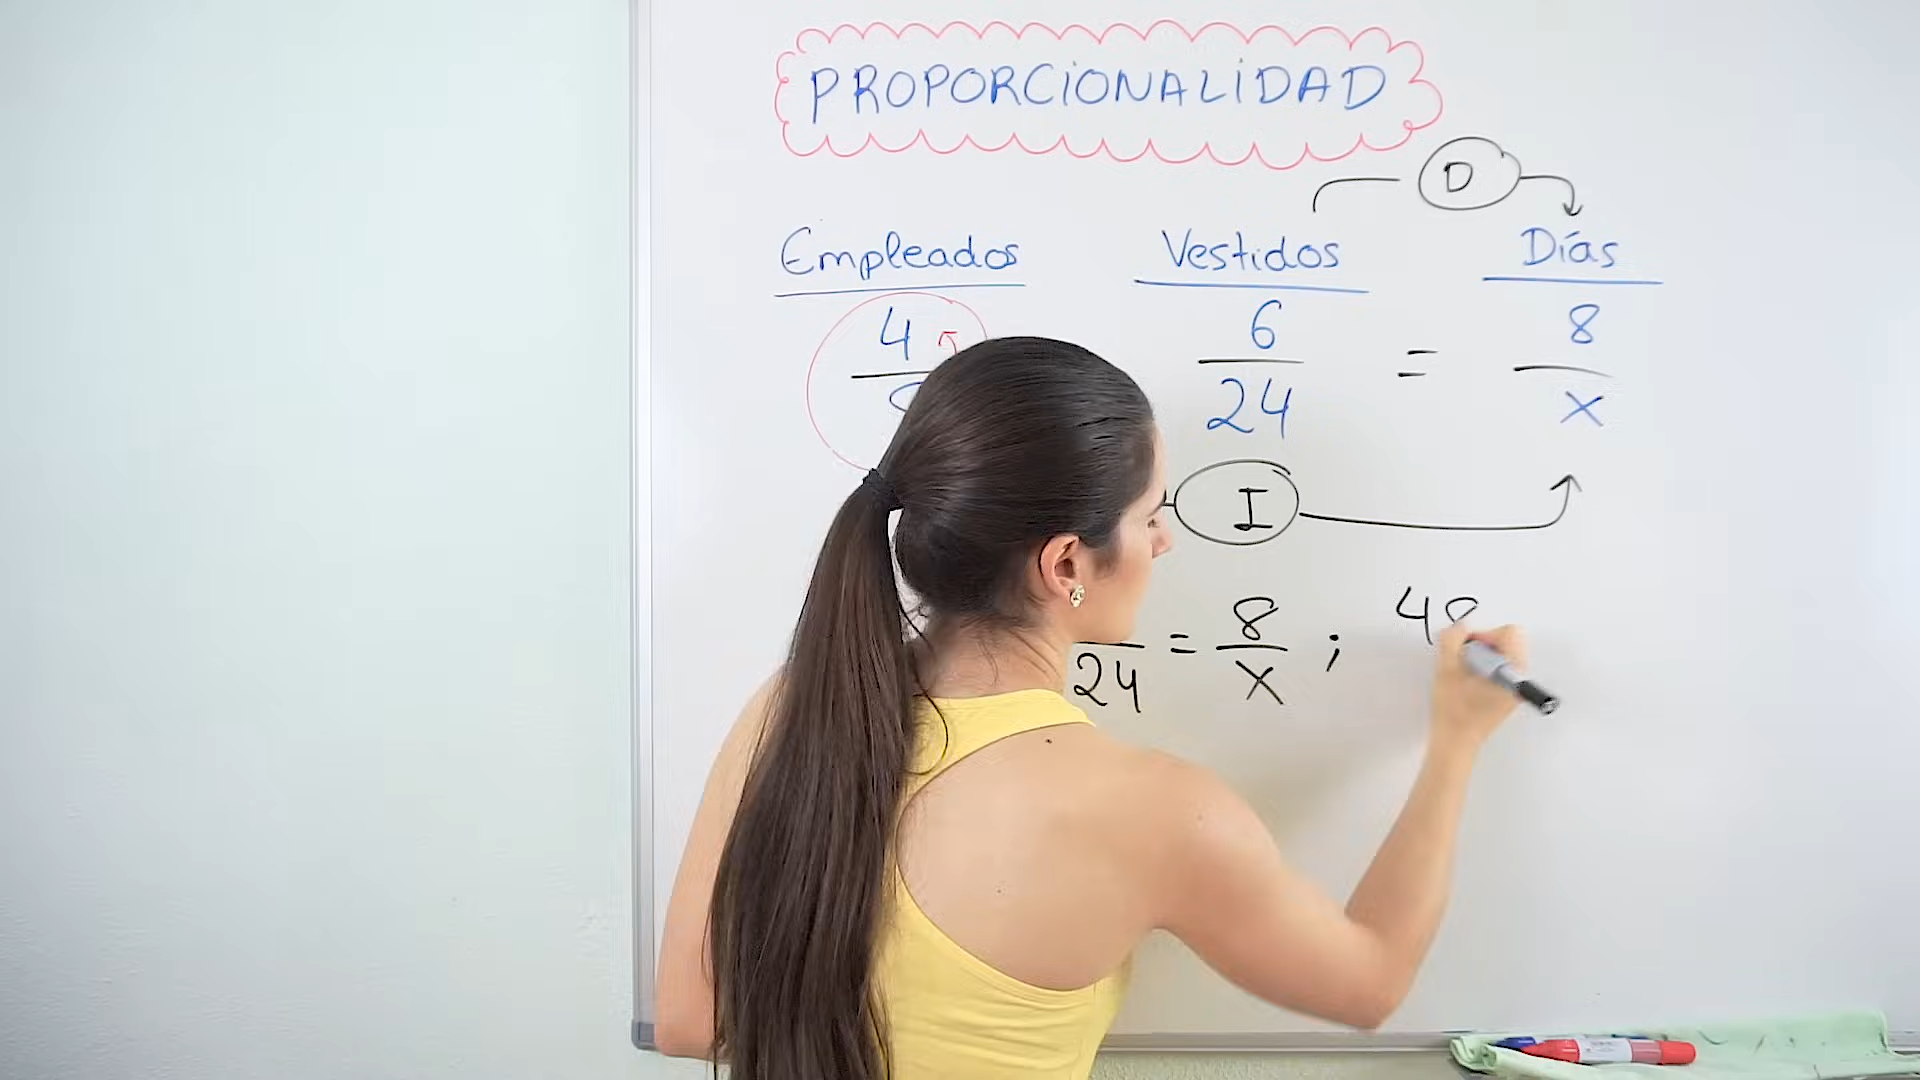 PROPORCIONALIDAD
D
Empleados Vestidos Días
4 6 8
=
24 x
I
8 48
= ;
24 x